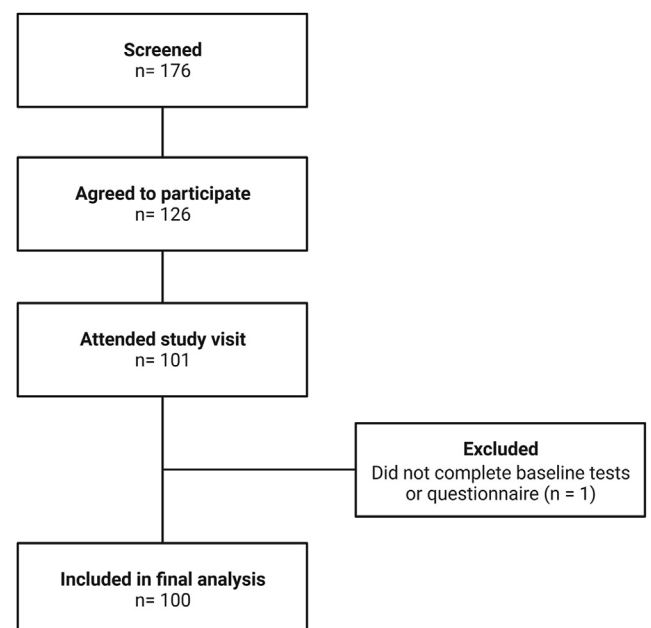 Screened
n= 176
Agreed to participate
n= 126
Attended study visit
n= 101
Excluded
Did not complete baseline tests
or questionnaire (n = 1)
Included in final analysis
n= 100